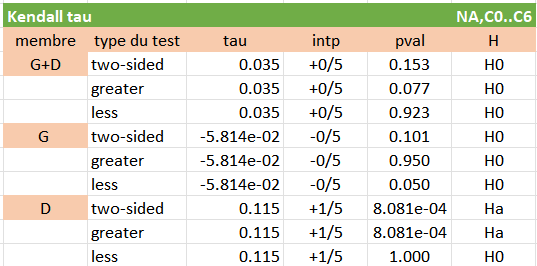 Kendall tau NA,C0..C6
membre type du test tau intp pval H
G+D two-sided 0.035 +0/5 0.153 H0
greater 0.035 +0/5 0.077 H0
less 0.035 +0/5 0.923 H0
G two-sided -5.814e-02 -0/5 0.101 H0
greater -5.814e-02 -0/5 0.950 H0
less -5.814e-02 -0/5 0.050 H0
D two-sided 0.115 +1/5 8.081e-04 Ha
greater 0.115 +1/5 8.081e-04 Ha
less 0.115 +1/5 1.000 H0